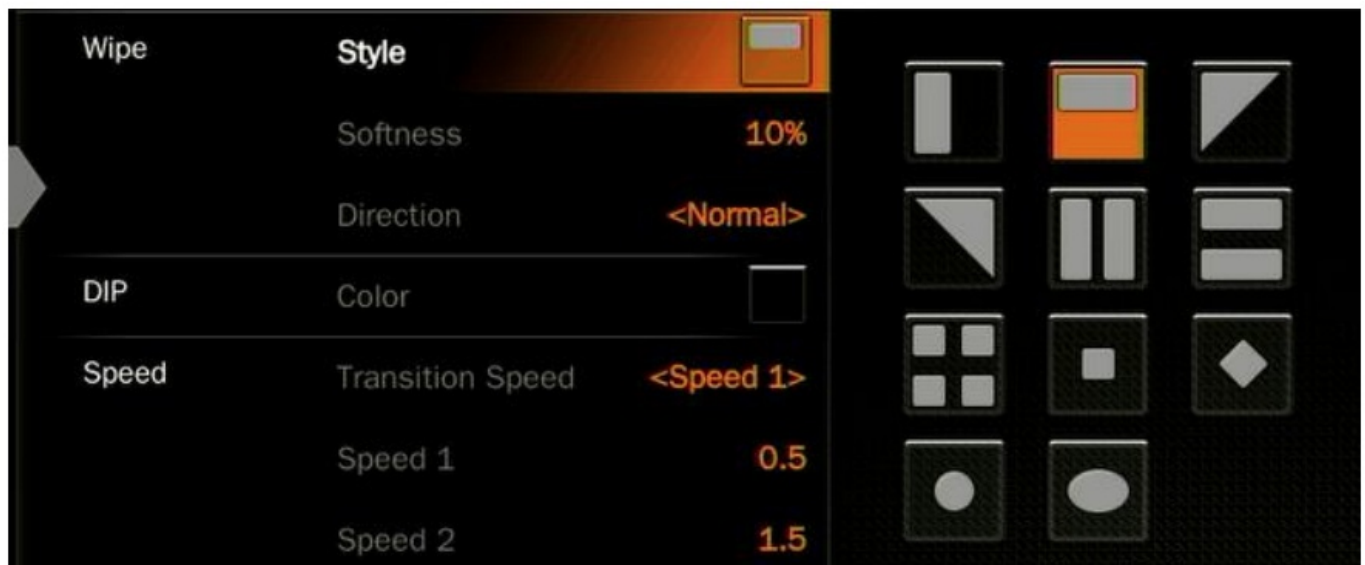 Wipe Style
Softness 10%
Direction <Normal>
DIP Color
Speed Transition Speed <Speed 1>
Speed 1 0.5
Speed 2 1.5